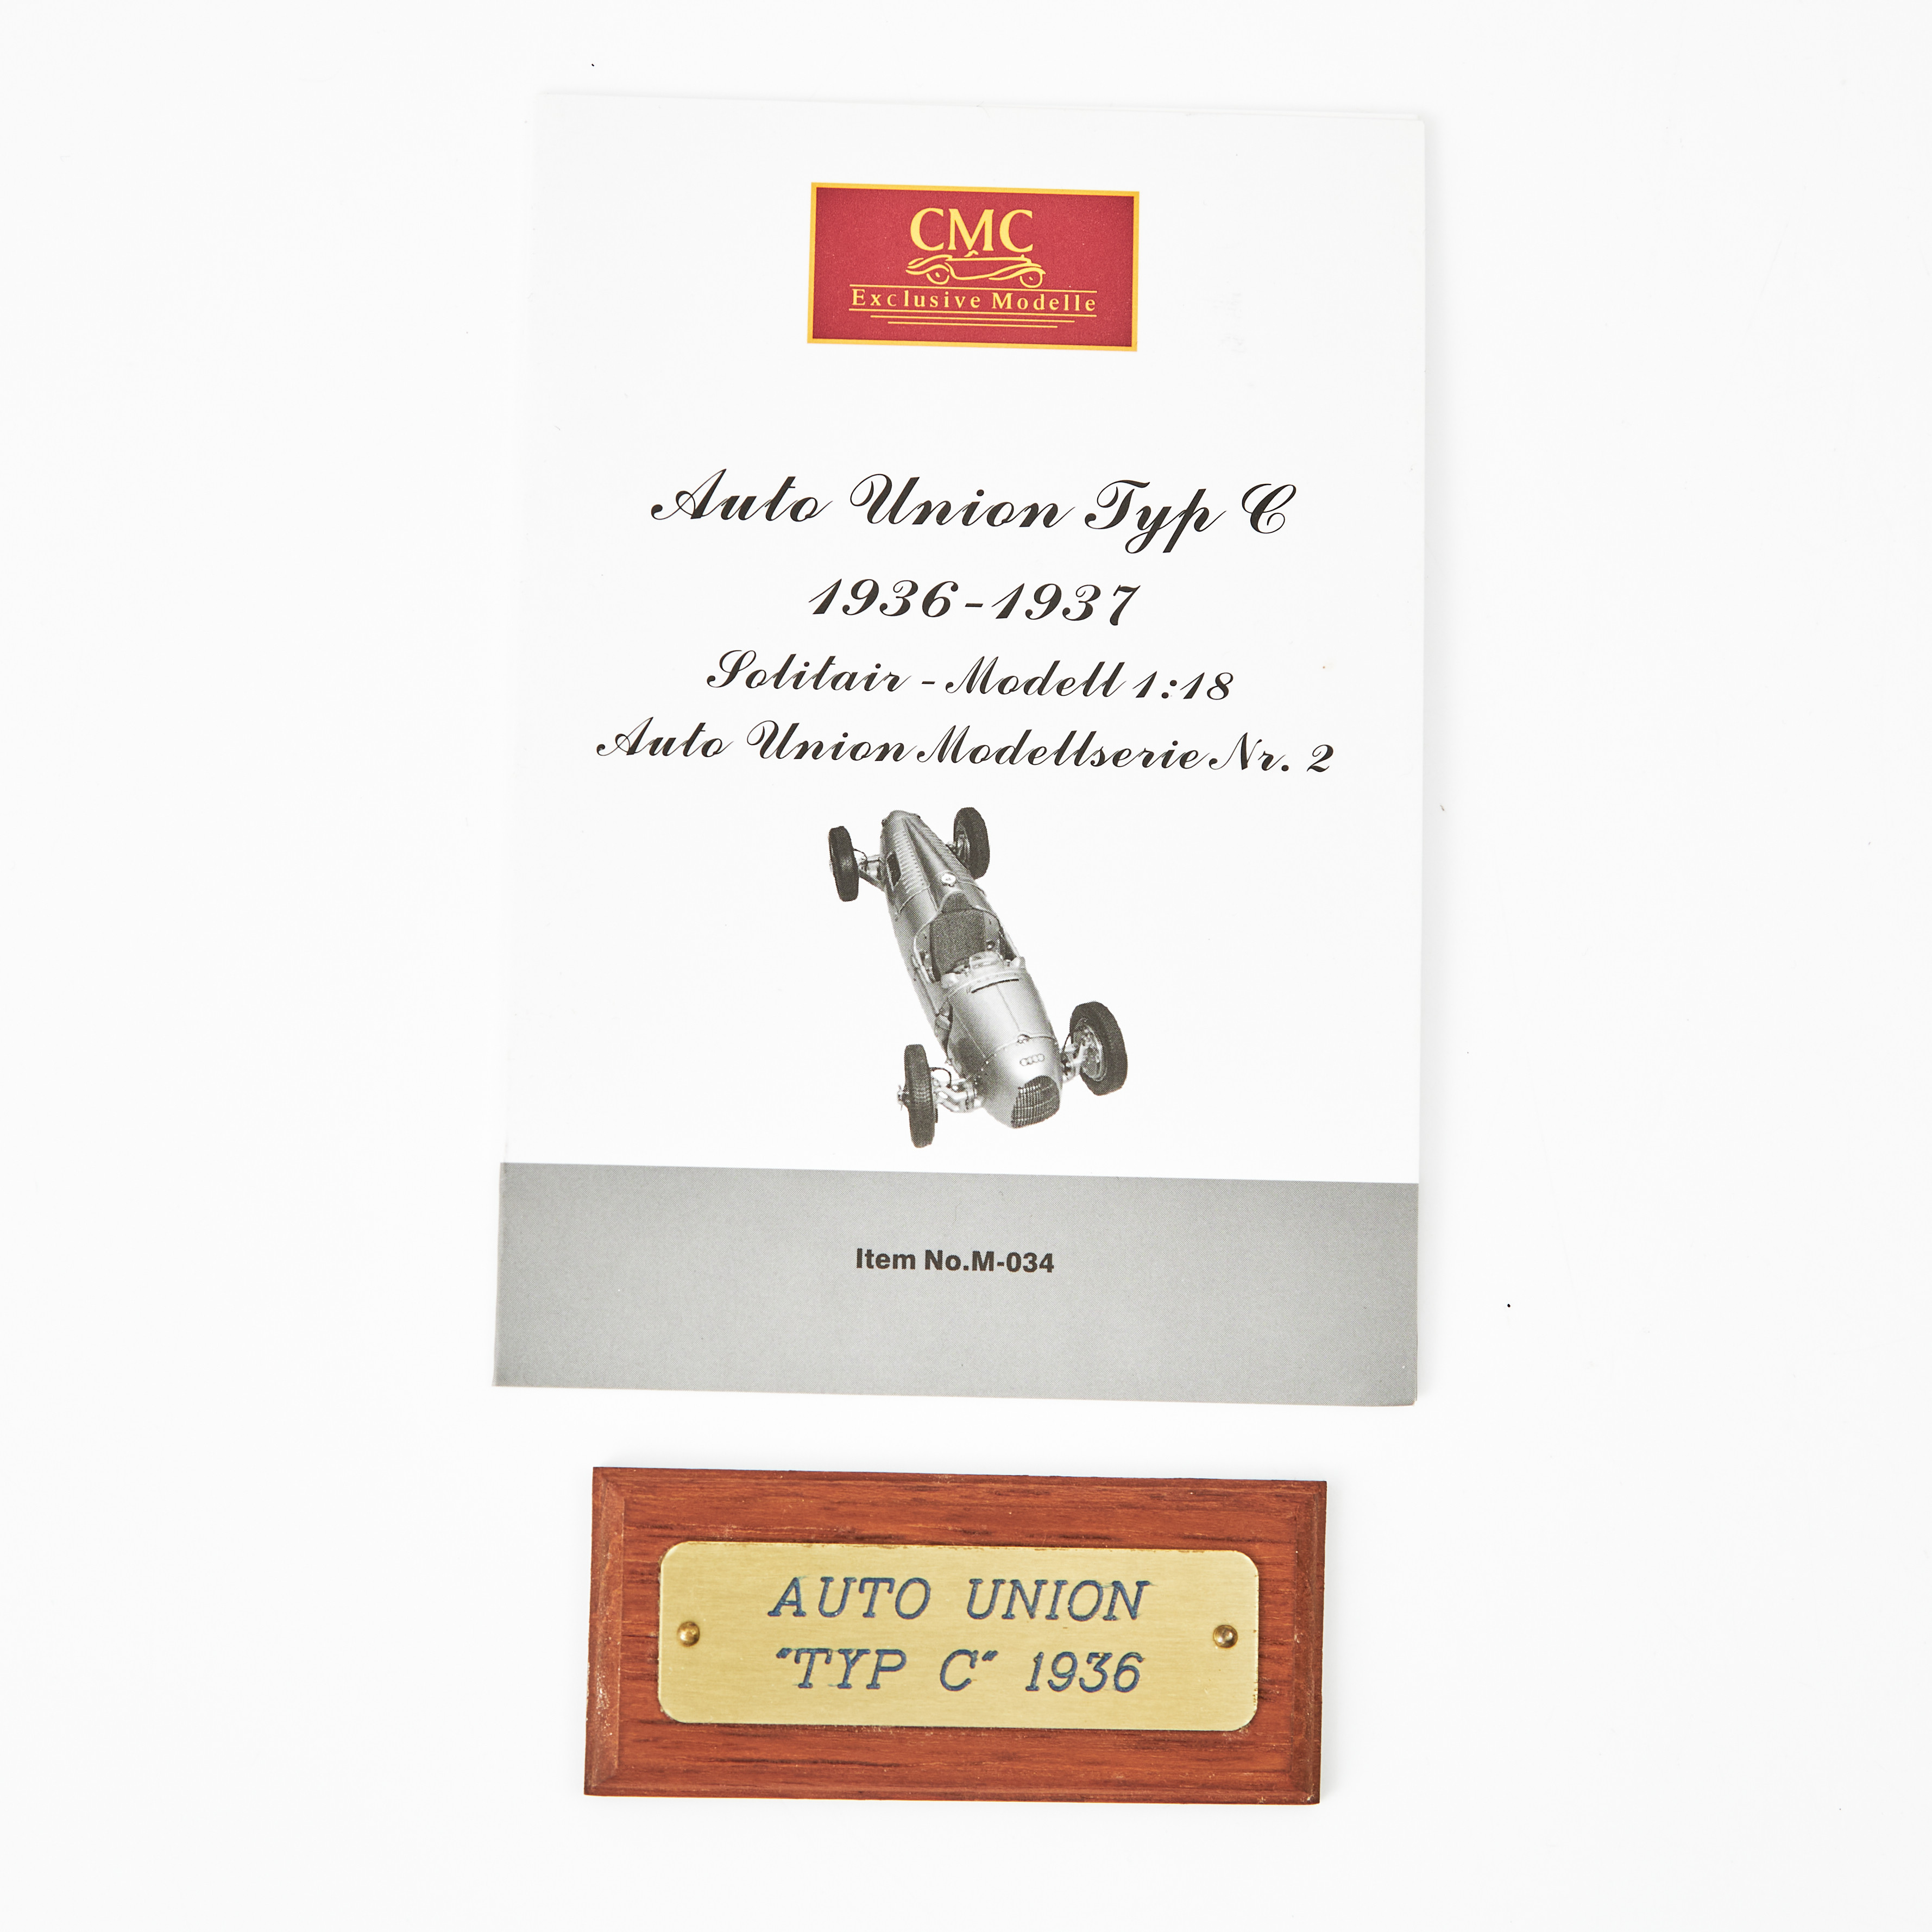 CMC
Exclusive Modelle
Auto Union Typ C
1936-1937
Solitair - Modell 1:18
Auto Union Modellserie Nr. 2
Item No.M-034
AUTO UNION
"TYP C" 1936